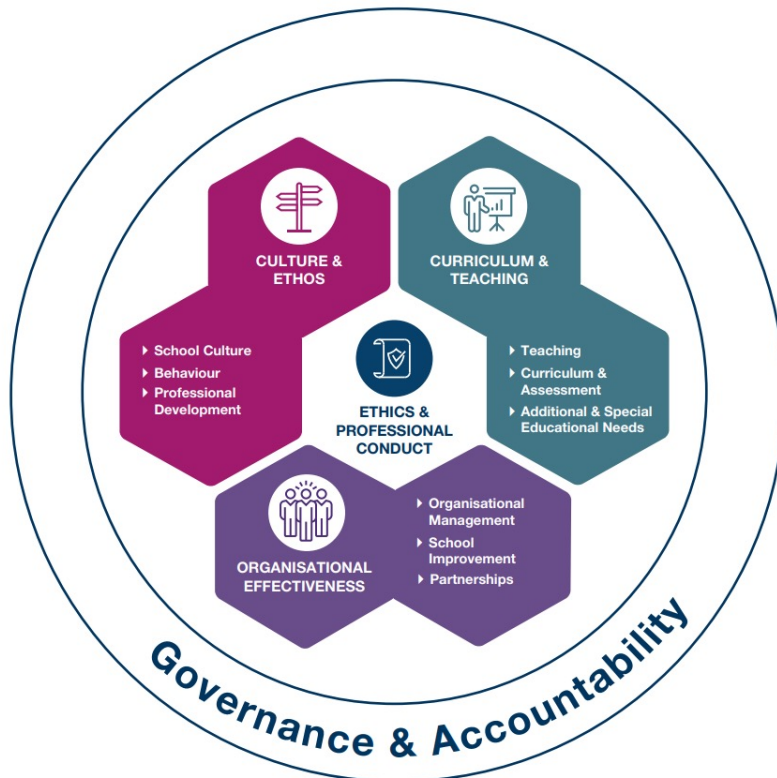 CULTURE &
ETHOS
School Culture
Behaviour
Professional
Development
CURRICULUM &
TEACHING
Teaching
Curriculum &
Assessment
Additional & Special
Educational Needs
ETHICS &
PROFESSIONAL
CONDUCT
ORGANISATIONAL
EFFECTIVENESS
Organisational
Management
School
Improvement
Partnerships
Governance & Accountability